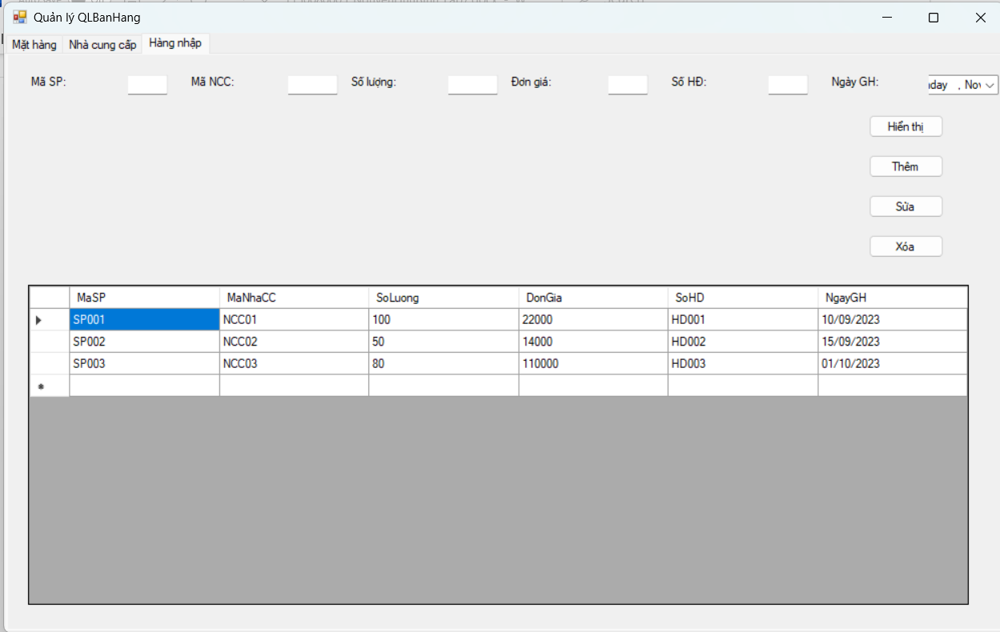 Quản lý QLBanHang
Mặt hàng Nhà cung cấp Hàng nhập
Mã SP: Mã NCC: Số lượng: Đơn giá: Số HĐ: Ngày GH: , Nov
Hiển thị
Thêm
Sửa
Xóa
MaSP MaNhaCC SoLuong DonGia SoHD NgayGH
SP001 NCC01 100 22000 HD001 10/09/2023
SP002 NCC02 50 14000 HD002 15/09/2023
SP003 NCC03 80 110000 HD003 01/10/2023